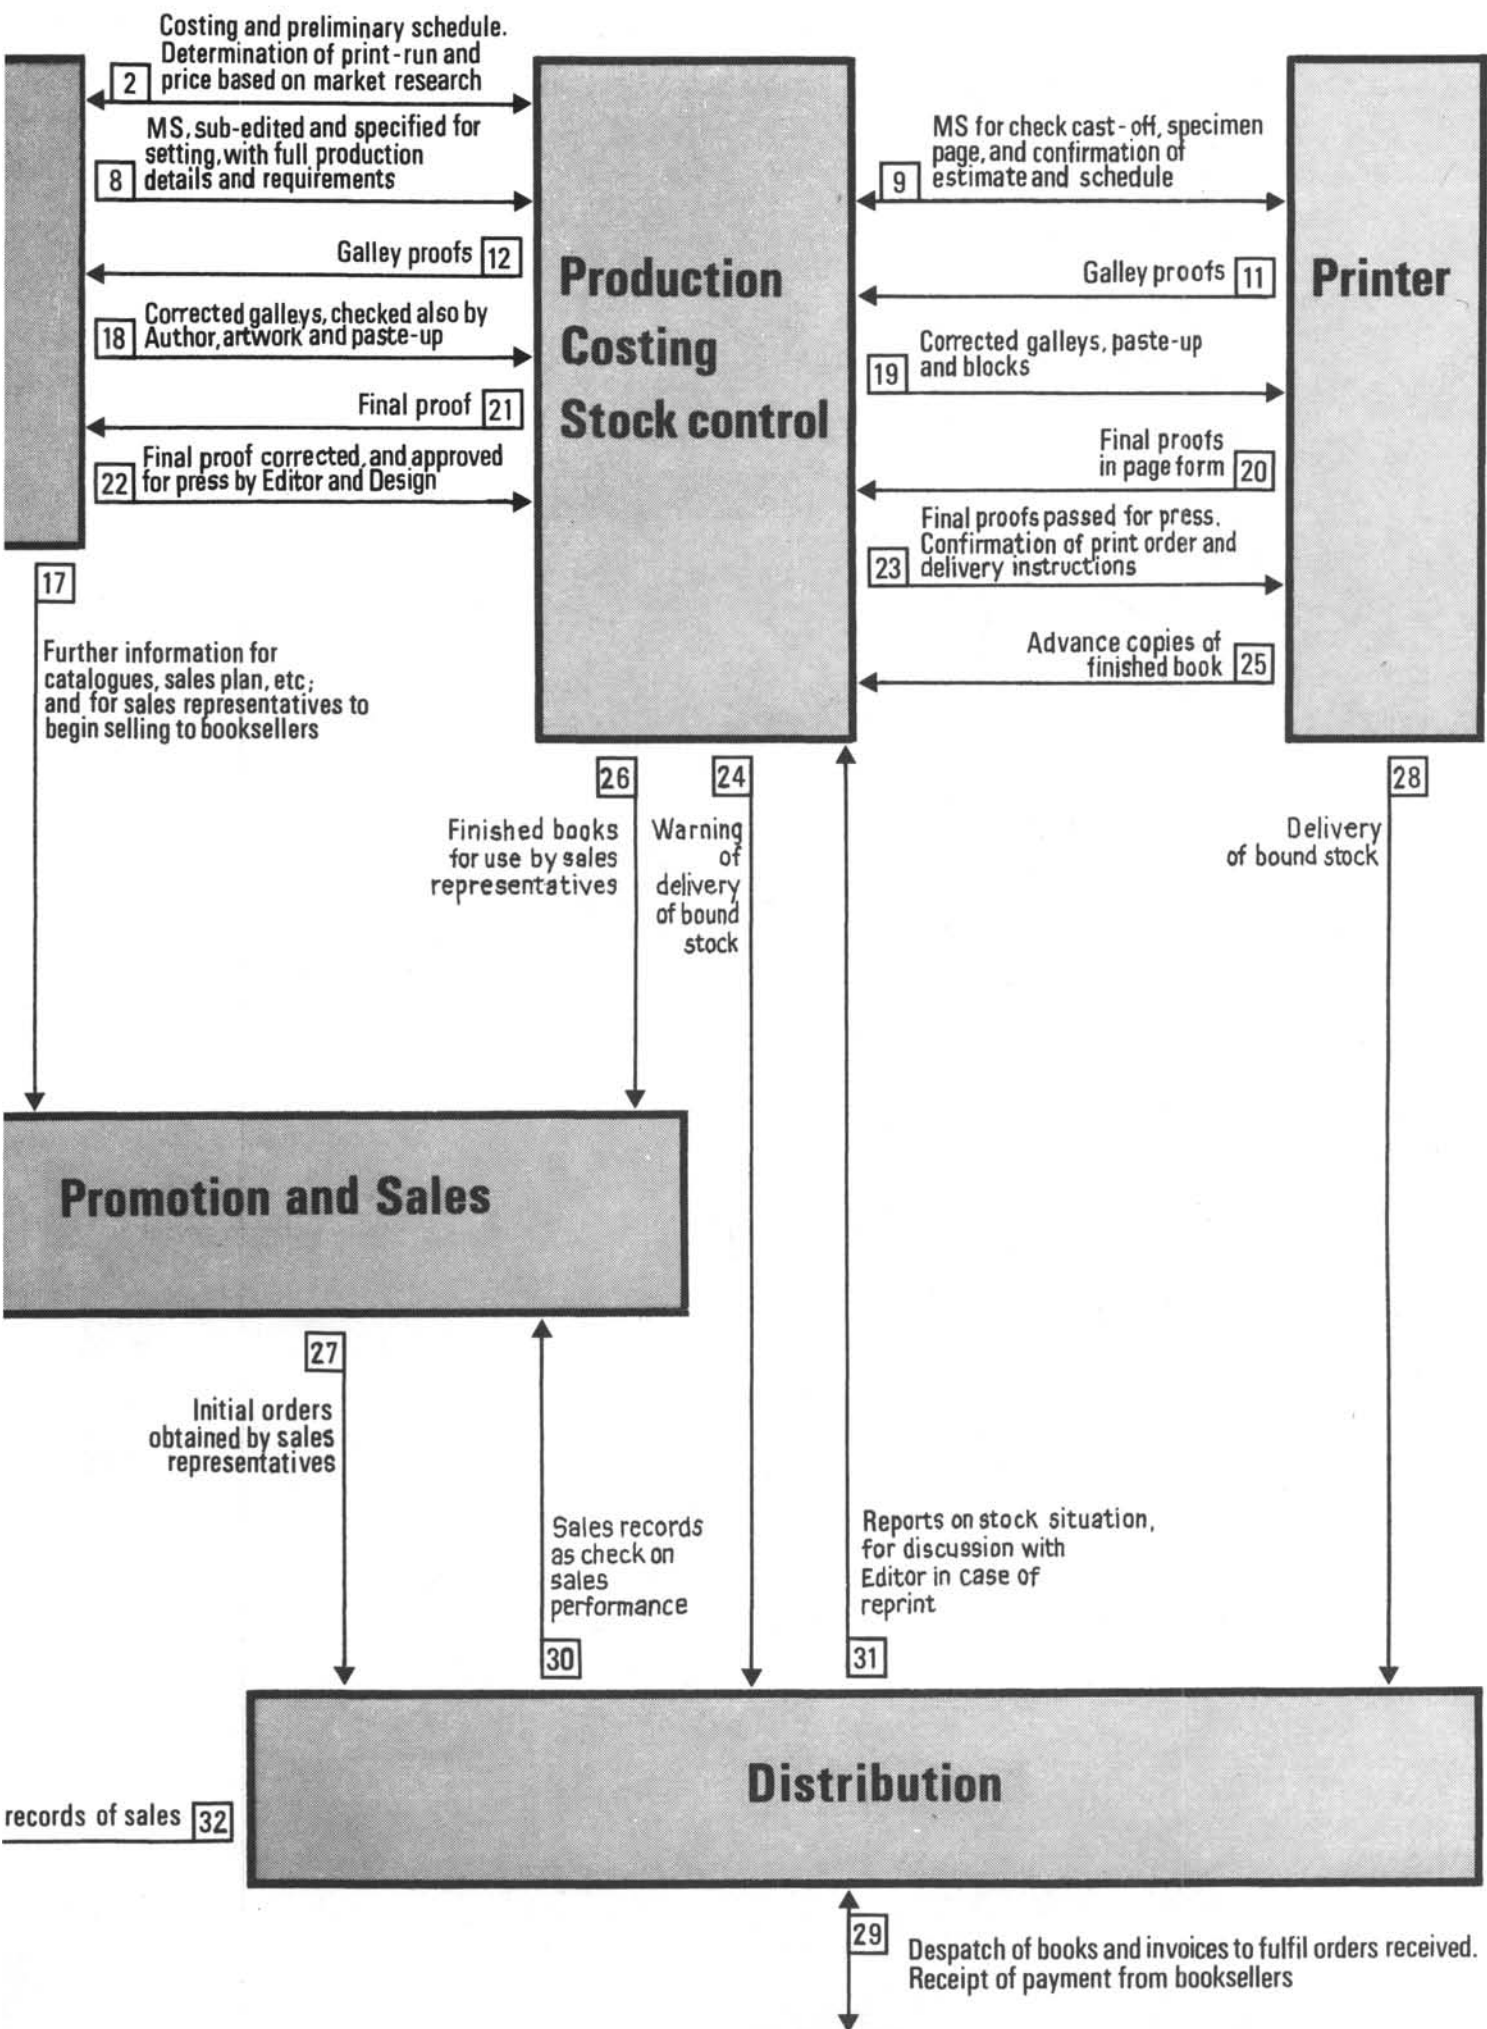 Costing and preliminary schedule.
Determination of print-run and
price based on market research
2
MS, sub-edited and specified for
setting, with full production
details and requirements
8
Galley proofs 12
Corrected galleys, checked also by
Author, artwork and paste-up
18
Final proof 21
Final proof corrected, and approved
for press by Editor and Design
22
Production
Costing
Stock control
MS for check cast-off, specimen
page, and confirmation of
estimate and schedule
9
Galley proofs 11
Corrected galleys, paste-up
and blocks
19
Final proofs
in page form 20
Final proofs passed for press.
Confirmation of print order and
delivery instructions
23
Advance copies of
finished book 25
Printer
17
Further information for
catalogues, sales plan, etc;
and for sales representatives to
begin selling to booksellers
26
Finished books
for use by sales
representatives
24
Warning
of
delivery
of bound
stock
28
Delivery
of bound stock
Promotion and Sales
27
Initial orders
obtained by sales
representatives
Sales records
as check on
sales
performance
30
Reports on stock situation,
for discussion with
Editor in case of
reprint
31
Distribution
records of sales 32
29
Despatch of books and invoices to fulfil orders received.
Receipt of payment from booksellers